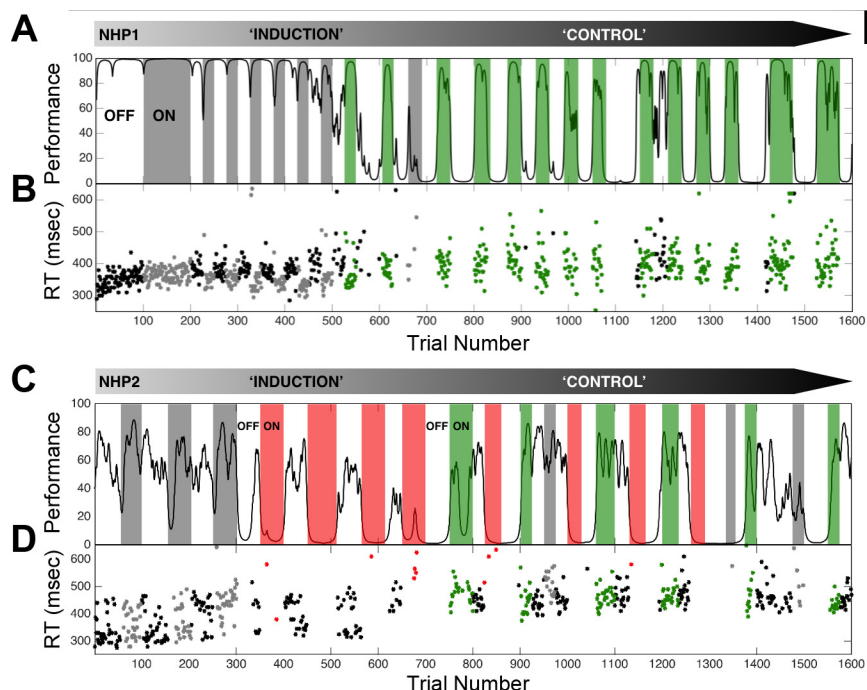 A
NHP1 'INDUCTION' 'CONTROL'
100
80
60
40
20
0
Performance
OFF ON
B
600
500
400
300
RT (msec)
100 200 300 400 500 600 700 800 900 1000 1100 1200 1300 1400 1500 1600
Trial Number
C
NHP2 'INDUCTION' 'CONTROL'
100
80
60
40
20
0
Performance
OFF ON OFF ON
D
600
500
400
300
RT (msec)
100 200 300 400 500 600 700 800 900 1000 1100 1200 1300 1400 1500 1600
Trial Number